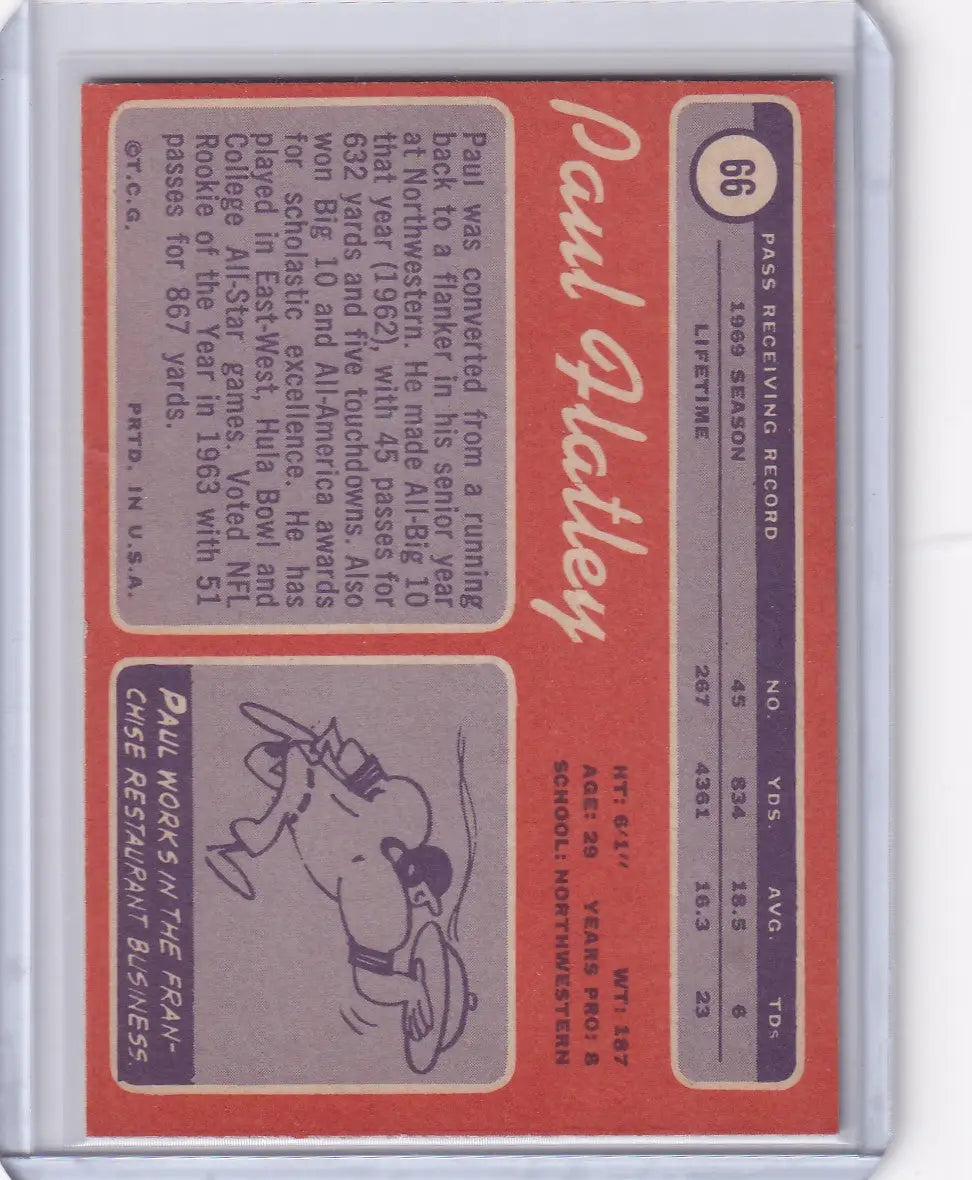 66
PASS RECEIVING RECORD NO. YDS. AVG. TDs
1969 SEASON 45 834 18.5 6
LIFETIME 267 4361 16.3 23
Paul Flatley
HT: 6'1" WT: 187
AGE: 29 YEARS PRO: 8
SCHOOL: NORTHWESTERN
Paul was converted from a running
back to a flanker in his senior year
at Northwestern. He made All-Big 10
that year (1962), with 45 passes for
632 yards and five touchdowns. Also
won Big 10 and All-America awards
for scholastic excellence. He has
played in East-West, Hula Bowl and
College All-Star games. Voted NFL
Rookie of the Year in 1963 with 51
passes for 867 yards.
©T.C.G. PRTD. IN U.S.A.
PAUL WORKS IN THE FRAN-
CHISE RESTAURANT BUSINESS.